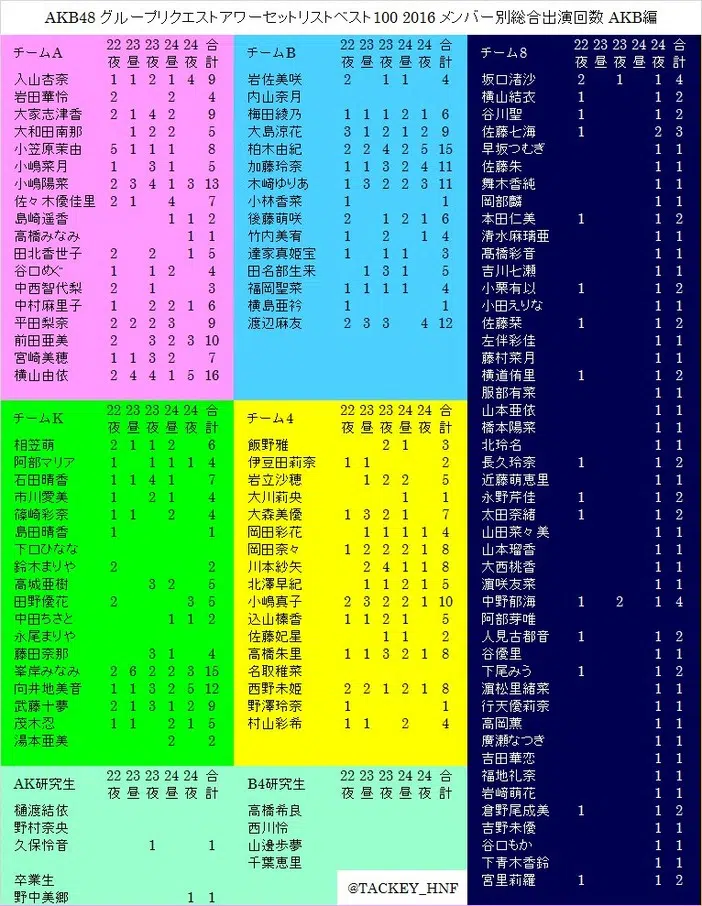 AKB48 グループリクエストアワーセットリストベスト100 2016 メンバー別総合出演回数 AKB編
チームA 22夜 23昼 23夜 24昼 24夜 合計
入山杏奈 1 1 2 1 4 9
岩田華怜 2 2 4
大家志津香 2 1 4 2 9
大和田南那 1 2 2 5
小笠原茉由 5 1 1 1 8
小嶋菜月 1 3 1 5
小嶋陽菜 2 3 4 1 3 13
佐々木優佳里 2 1 4 7
島崎遥香 1 1 2
高橋みなみ 1 1
田北香世子 2 2 1 5
谷口めぐ 1 1 2 4
中西智代梨 2 1 3
中村麻里子 1 2 2 1 6
平田梨奈 2 2 2 3 9
前田亜美 2 3 2 3 10
宮崎美穂 1 1 3 2 7
横山由依 2 4 4 1 5 16
チームK 22夜 23昼 23夜 24昼 24夜 合計
相笠萌 2 1 1 2 6
阿部マリア 1 1 1 1 4
石田晴香 1 1 4 1 7
市川愛美 1 2 1 4
篠崎彩奈 1 1 2 4
島田晴香 1 1
下口ひなな
鈴木まりや 2 2
高城亜樹 3 2 5
田野優花 2 3 5
中田ちさと 1 1 2
永尾まりや
藤田奈那 3 1 4
峯岸みなみ 2 6 2 2 3 15
向井地美音 1 1 3 2 5 12
武藤十夢 2 1 3 1 2 9
茂木忍 1 1 2 1 5
湯本亜美 2 2
AK研究生 22夜 23昼 23夜 24昼 24夜 合計
樋渡結依
野村奈央
久保怜音 1 1
卒業生
野中美郷 1 1
チームB 22夜 23昼 23夜 24昼 24夜 合計
岩佐美咲 2 1 1 4
内山奈月
梅田綾乃 1 1 1 2 1 6
大島涼花 3 1 2 1 2 9
柏木由紀 2 2 4 2 5 15
加藤玲奈 1 1 3 2 4 11
木﨑ゆりあ 1 3 2 2 3 11
小林香菜 1 1
後藤萌咲 2 1 2 1 6
竹内美宥 1 2 1 4
達家真姫宝 1 1 1 3
田名部生来 1 3 1 5
福岡聖菜 1 1 1 1 4
横島亜衿 1 1
渡辺麻友 2 3 3 4 12
チーム4 22夜 23昼 23夜 24昼 24夜 合計
飯野雅 2 1 3
伊豆田莉奈 1 1 2
岩立沙穂 1 2 2 5
大川莉央 1 1
大森美優 1 3 2 1 7
岡田彩花 1 1 1 1 4
岡田奈々 1 2 2 2 1 8
川本紗矢 2 4 1 1 8
北澤早紀 1 1 2 1 5
小嶋真子 2 3 2 2 1 10
込山榛香 1 1 2 1 5
佐藤妃星 1 1 2
高橋朱里 1 1 3 2 1 8
名取稚菜
西野未姫 2 2 1 2 1 8
野澤玲奈 1 1
村山彩希 1 1 2 4
B4研究生 22夜 23昼 23夜 24昼 24夜 合計
高橋希良
西川怜
山邊歩夢
千葉恵里
チーム8 22夜 23昼 23夜 24昼 24夜 合計
坂口渚沙 2 1 1 4
横山結衣 1 1 2
谷川聖 1 1 2
佐藤七海 1 2 3
早坂つむぎ 1 1
佐藤朱 1 1
舞木香純 1 1
岡部麟 1 1
本田仁美 1 1 2
清水麻璃亜 1 1
髙橋彩音 1 1
吉川七瀬 1 1
小栗有以 1 1 2
小田えりな 1 1
佐藤栞 1 1 2
左伴彩佳 1 1
藤村菜月 1 1
横道侑里 1 1 2
服部有菜 1 1
山本亜依 1 1
橋本陽菜 1 1
北玲名 1 1
長久玲奈 1 1 2
近藤萌恵里 1 1
永野芹佳 1 1 2
太田奈緒 1 1 2
山田菜々美 1 1
山本瑠香 1 1
大西桃香 1 1
濵咲友菜 1 1
中野郁海 1 2 1 4
阿部芽唯
人見古都音 1 1 2
谷優里 1 1
下尾みう 1 1 2
濵松里緒菜 1 1
行天優莉奈 1 1
高岡薫 1 1
廣瀬なつき 1 1
吉田華恋 1 1
福地礼奈 1 1
岩﨑萌花 1 1
倉野尾成美 1 1 2
吉野未優 1 1
谷口もか 1 1
下青木香鈴 1 1
宮里莉羅 1 1 2
@TACKEY_HNF